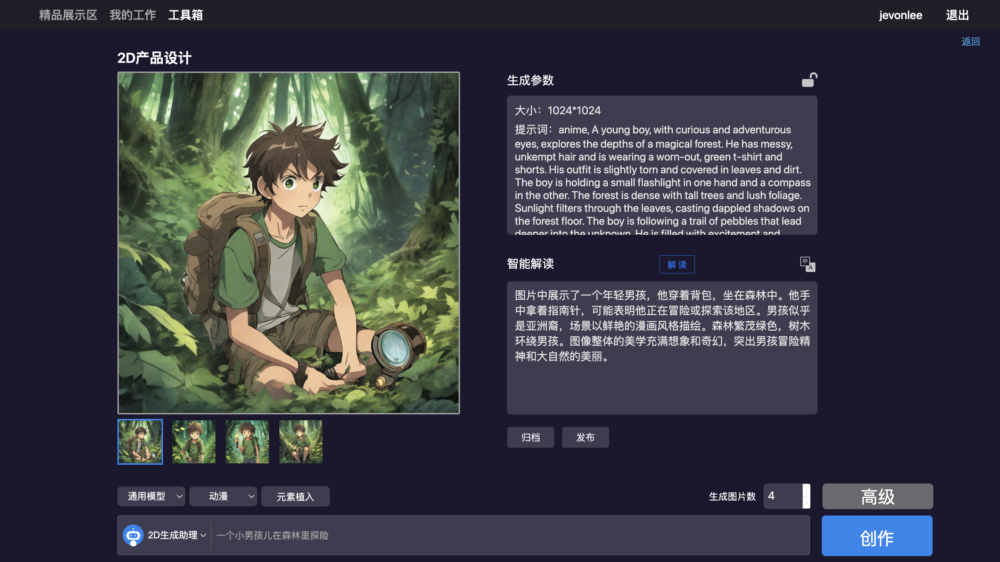 精品展示区 我的工作 工具箱 jevonlee 退出
返回
2D产品设计
生成参数
大小：1024*1024
提示词：anime, A young boy, with curious and adventurous
eyes, explores the depths of a magical forest. He has messy,
unkempt hair and is wearing a worn-out, green t-shirt and
shorts. His outfit is slightly torn and covered in leaves and dirt.
The boy is holding a small flashlight in one hand and a compass
in the other. The forest is dense with tall trees and lush foliage.
Sunlight filters through the leaves, casting dappled shadows on
the forest floor. The boy is following a trail of pebbles that lead
deeper into the unknown. He is filled with excitement and
智能解读
解读
中
A
图片中展示了一个年轻男孩，他穿着背包，坐在森林中。他手
中拿着指南针，可能表明他正在冒险或探索该地区。男孩似乎
是亚洲裔，场景以鲜艳的漫画风格描绘。森林繁茂绿色，树木
环绕男孩。图像整体的美学充满想象和奇幻，突出男孩冒险精
神和大自然的美丽。
归档 发布
通用模型 动漫 元素植入 生成图片数 4 高级
2D生成助理 一个小男孩儿在森林里探险 创作